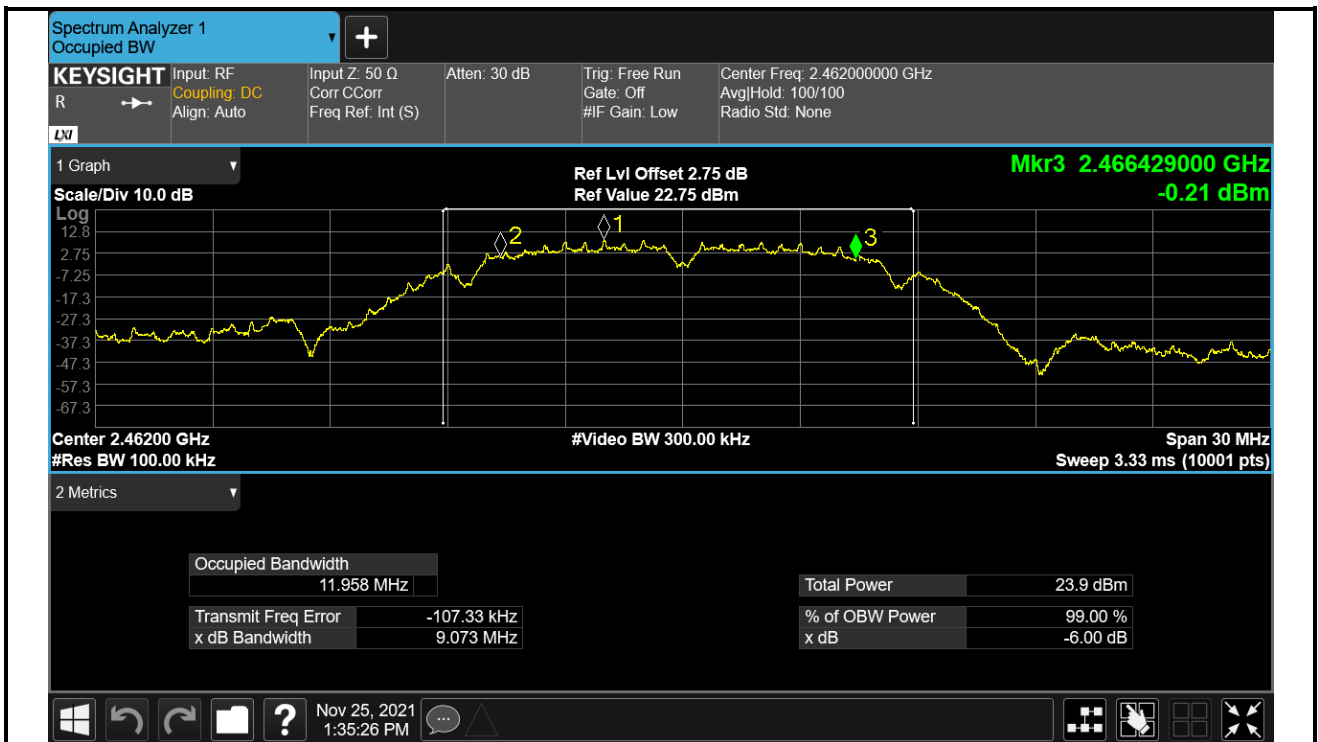 Spectrum Analyzer 1
Occupied BW
KEYSIGHT
R
LXI
Input: RF
Coupling: DC
Align: Auto
Input Z: 50 Ω
Corr CCorr
Freq Ref: Int (S)
Atten: 30 dB
Trig: Free Run
Gate: Off
#IF Gain: Low
Center Freq: 2.462000000 GHz
Avg|Hold: 100/100
Radio Std: None
1 Graph
Scale/Div 10.0 dB
Ref Lvl Offset 2.75 dB
Ref Value 22.75 dBm
Mkr3 2.466429000 GHz
-0.21 dBm
Log
12.8
2.75
-7.25
-17.3
-27.3
-37.3
-47.3
-57.3
-67.3
2
1
3
Center 2.46200 GHz
#Res BW 100.00 kHz
#Video BW 300.00 kHz
Span 30 MHz
Sweep 3.33 ms (10001 pts)
2 Metrics
Occupied Bandwidth
11.958 MHz
Transmit Freq Error -107.33 kHz
x dB Bandwidth 9.073 MHz
Total Power 23.9 dBm
% of OBW Power 99.00 %
x dB -6.00 dB
?
Nov 25, 2021
1:35:26 PM